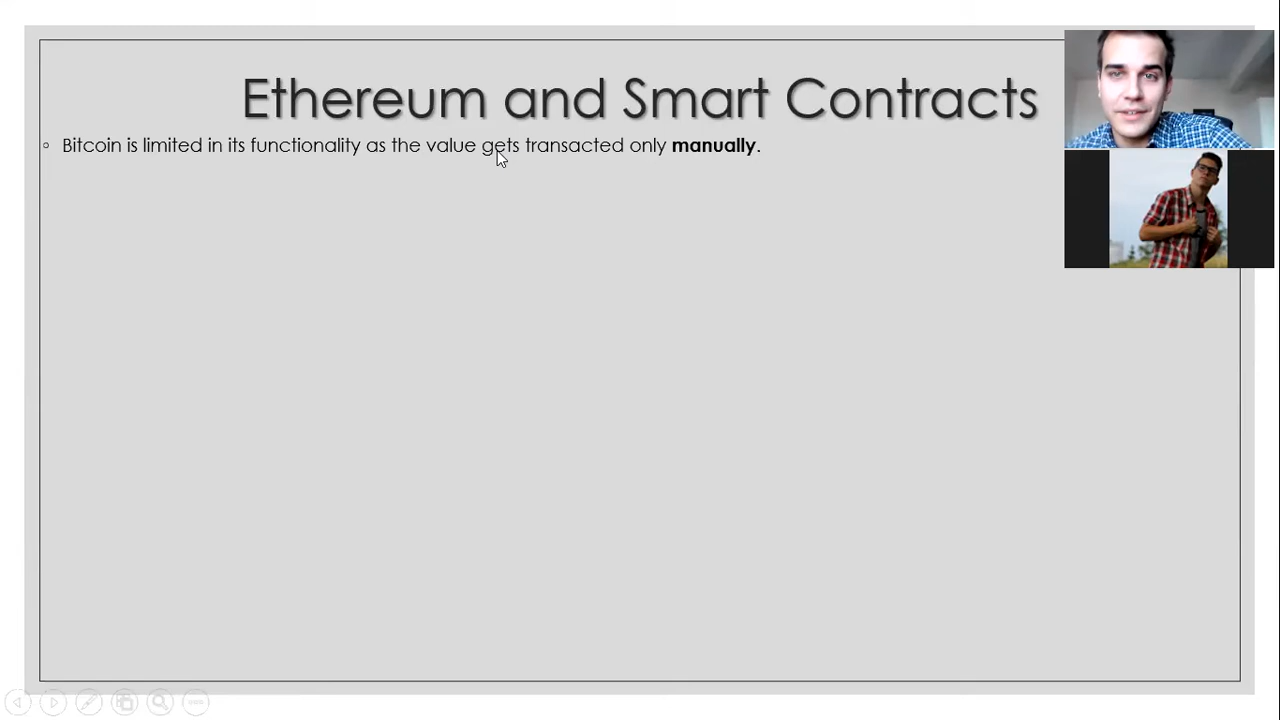 Ethereum and Smart Contracts
◦ Bitcoin is limited in its functionality as the value gets transacted only manually.